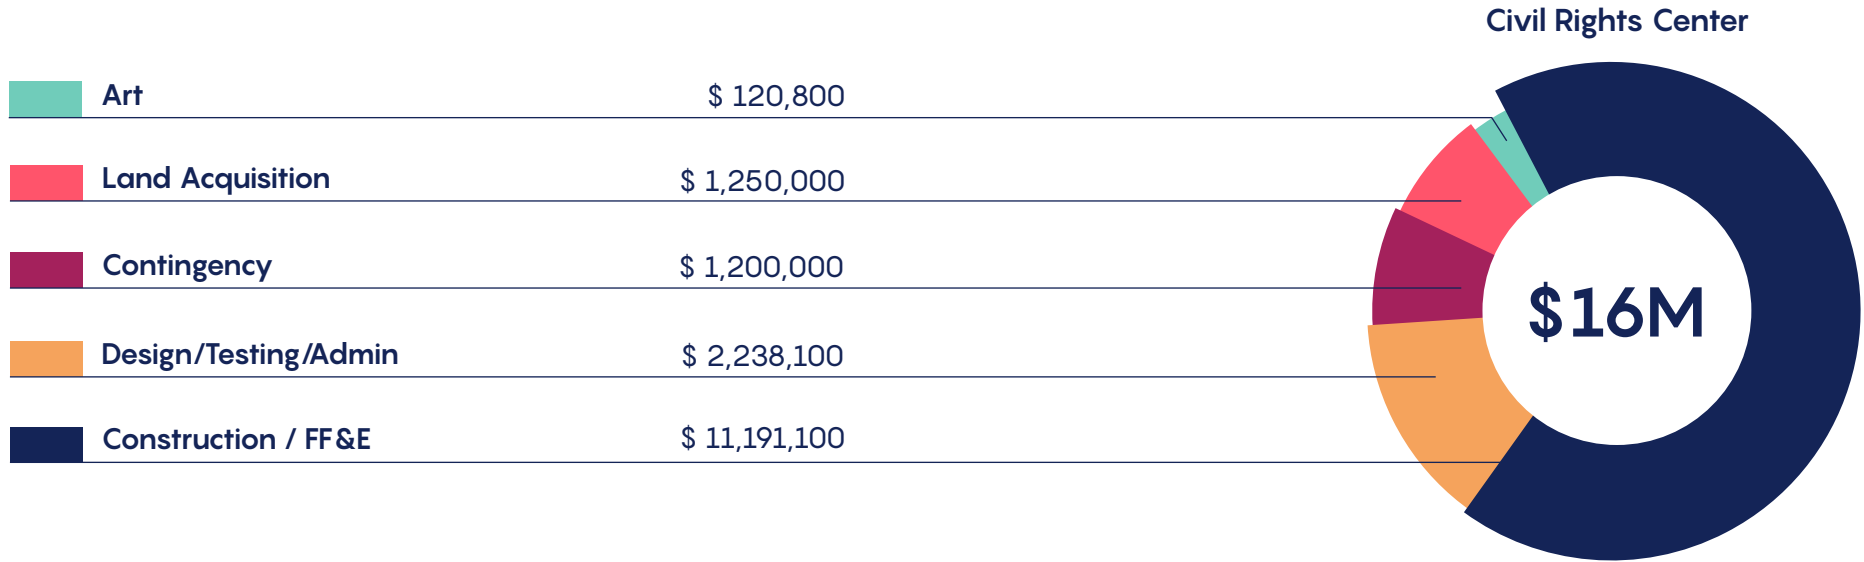 Civil Rights Center
Art $ 120,800
Land Acquisition $ 1,250,000
Contingency $ 1,200,000
$16M
Design/Testing/Admin $ 2,238,100
Construction / FF&E $ 11,191,100